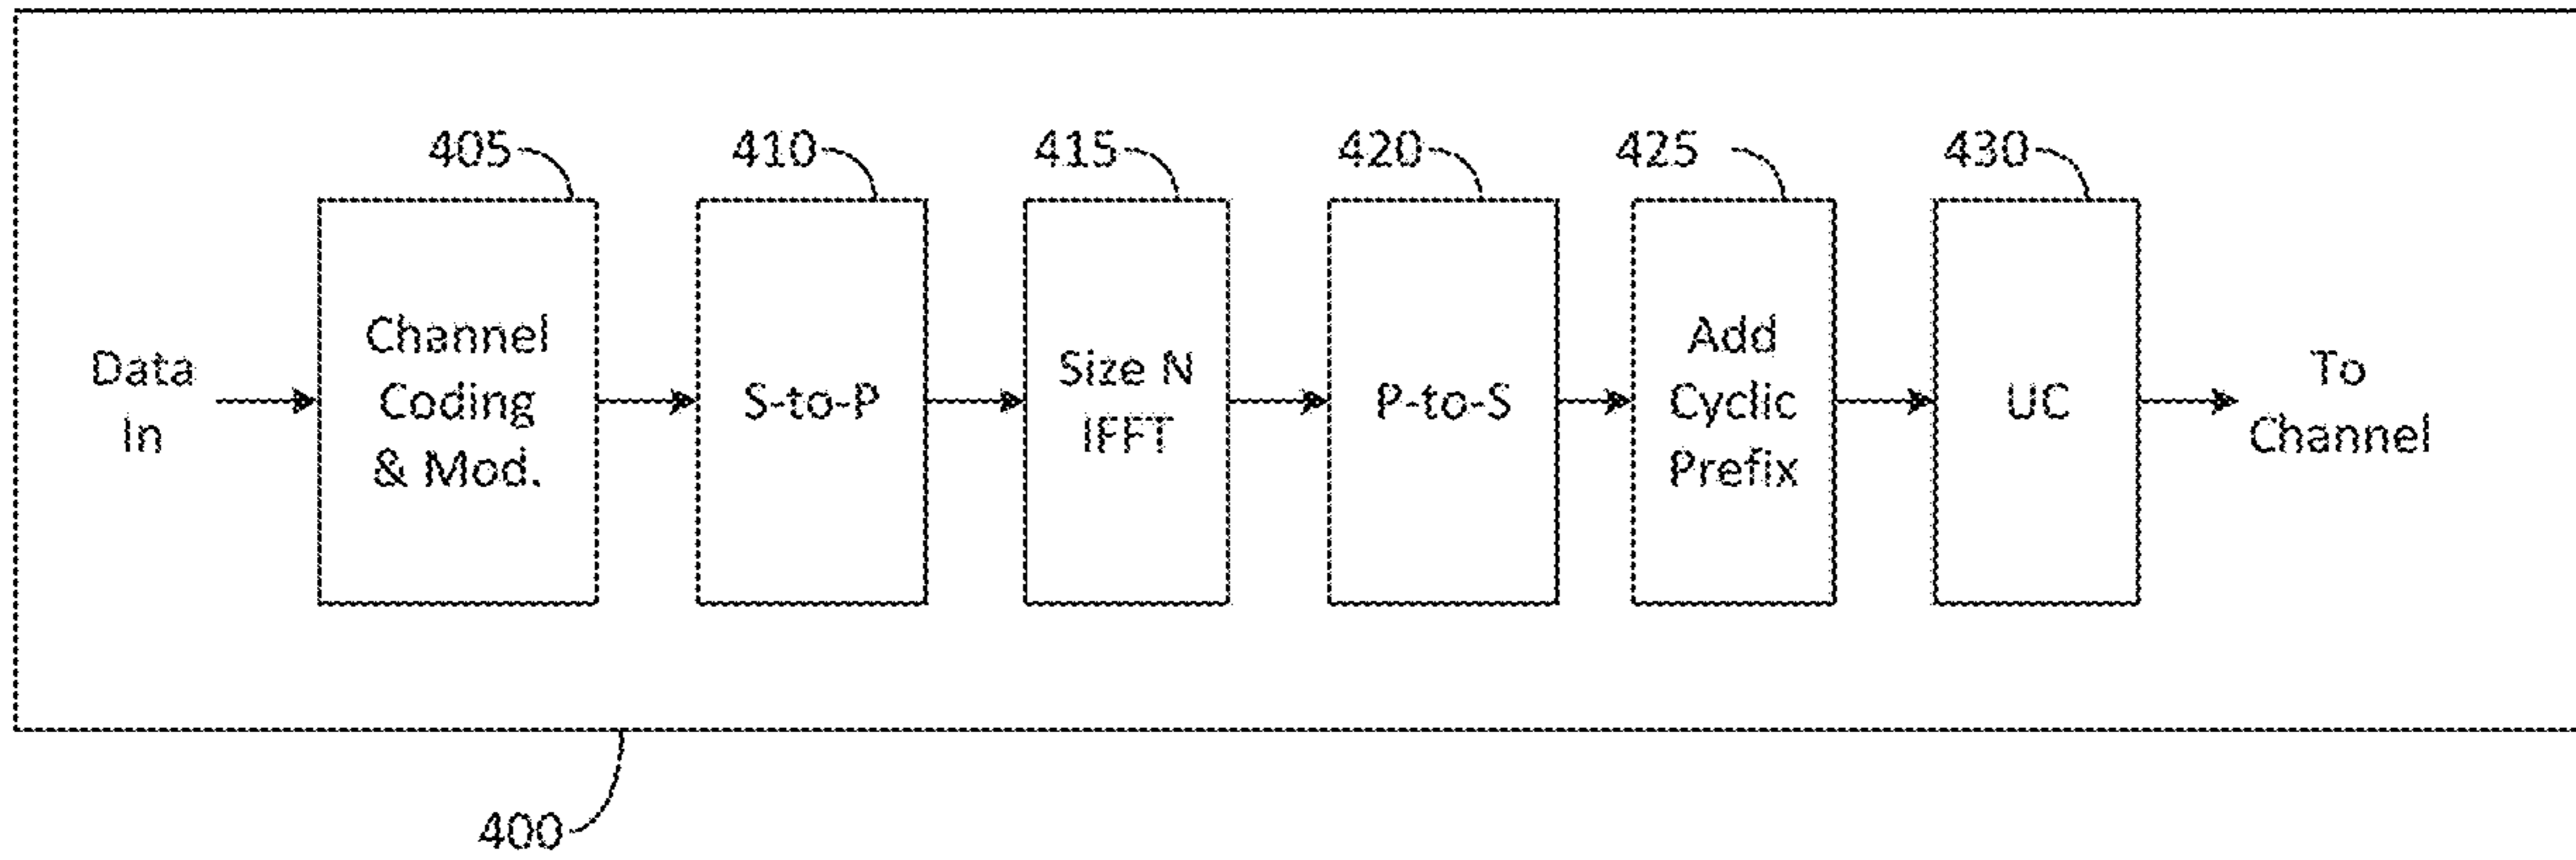 405
410
415
420
425
430
Data
In
Channel
Coding
& Mod.
S-to-P
Size N
IFFT
P-to-S
Add
Cyclic
Prefix
UC
To
Channel
400